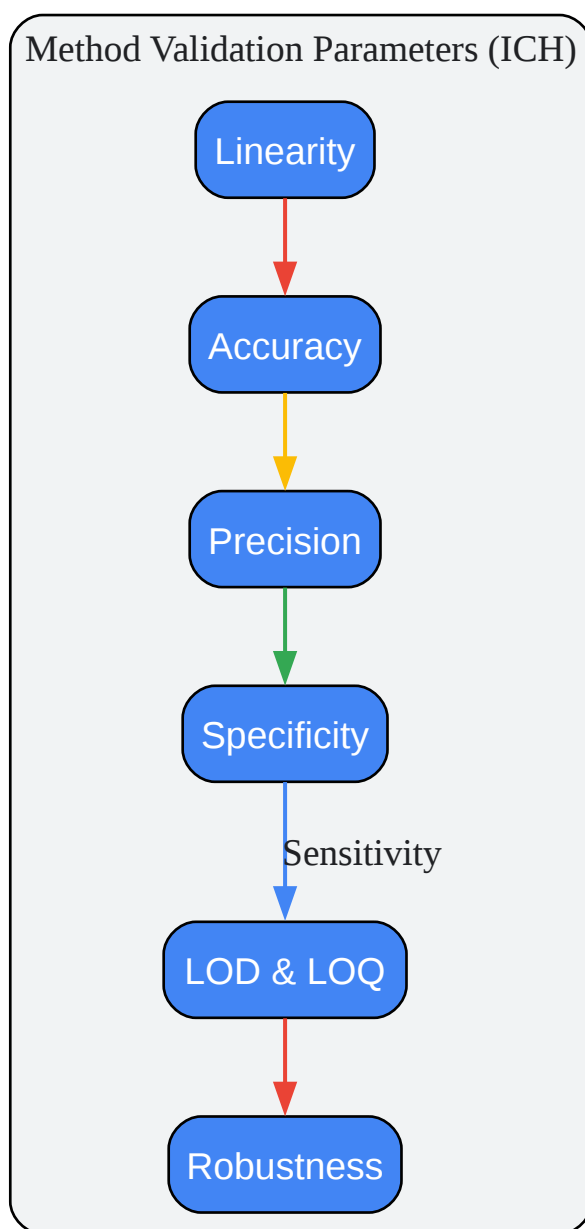 Method Validation Parameters (ICH)
Linearity
Accuracy
Precision
Specificity
Sensitivity
LOD & LOQ
Robustness